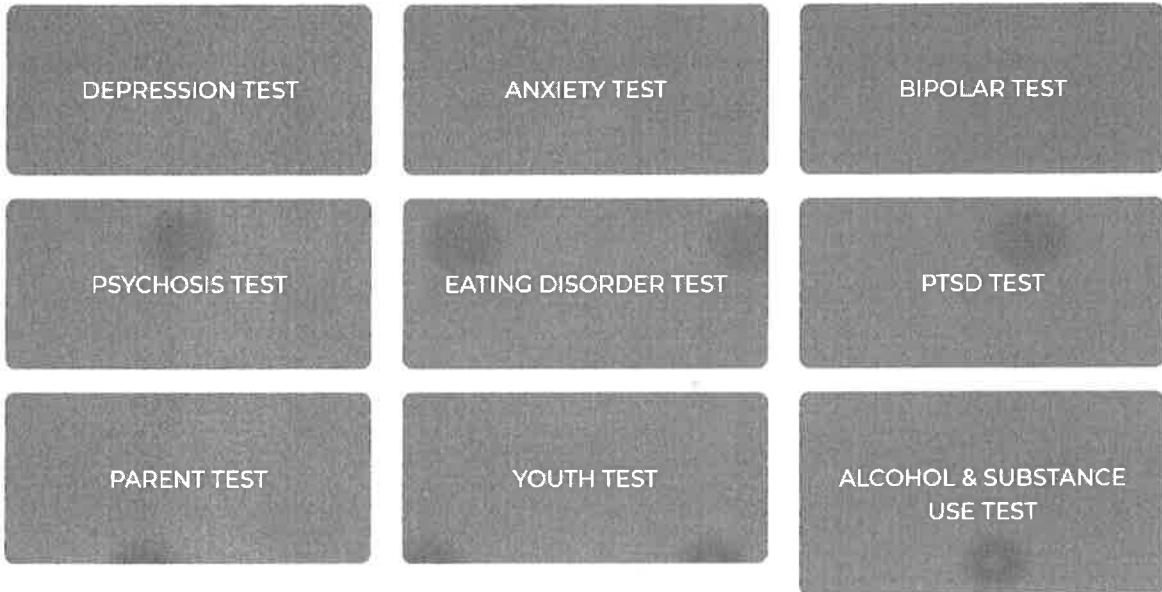 DEPRESSION TEST
ANXIETY TEST
BIPOLAR TEST
PSYCHOSIS TEST
EATING DISORDER TEST
PTSD TEST
PARENT TEST
YOUTH TEST
ALCOHOL & SUBSTANCE
USE TEST